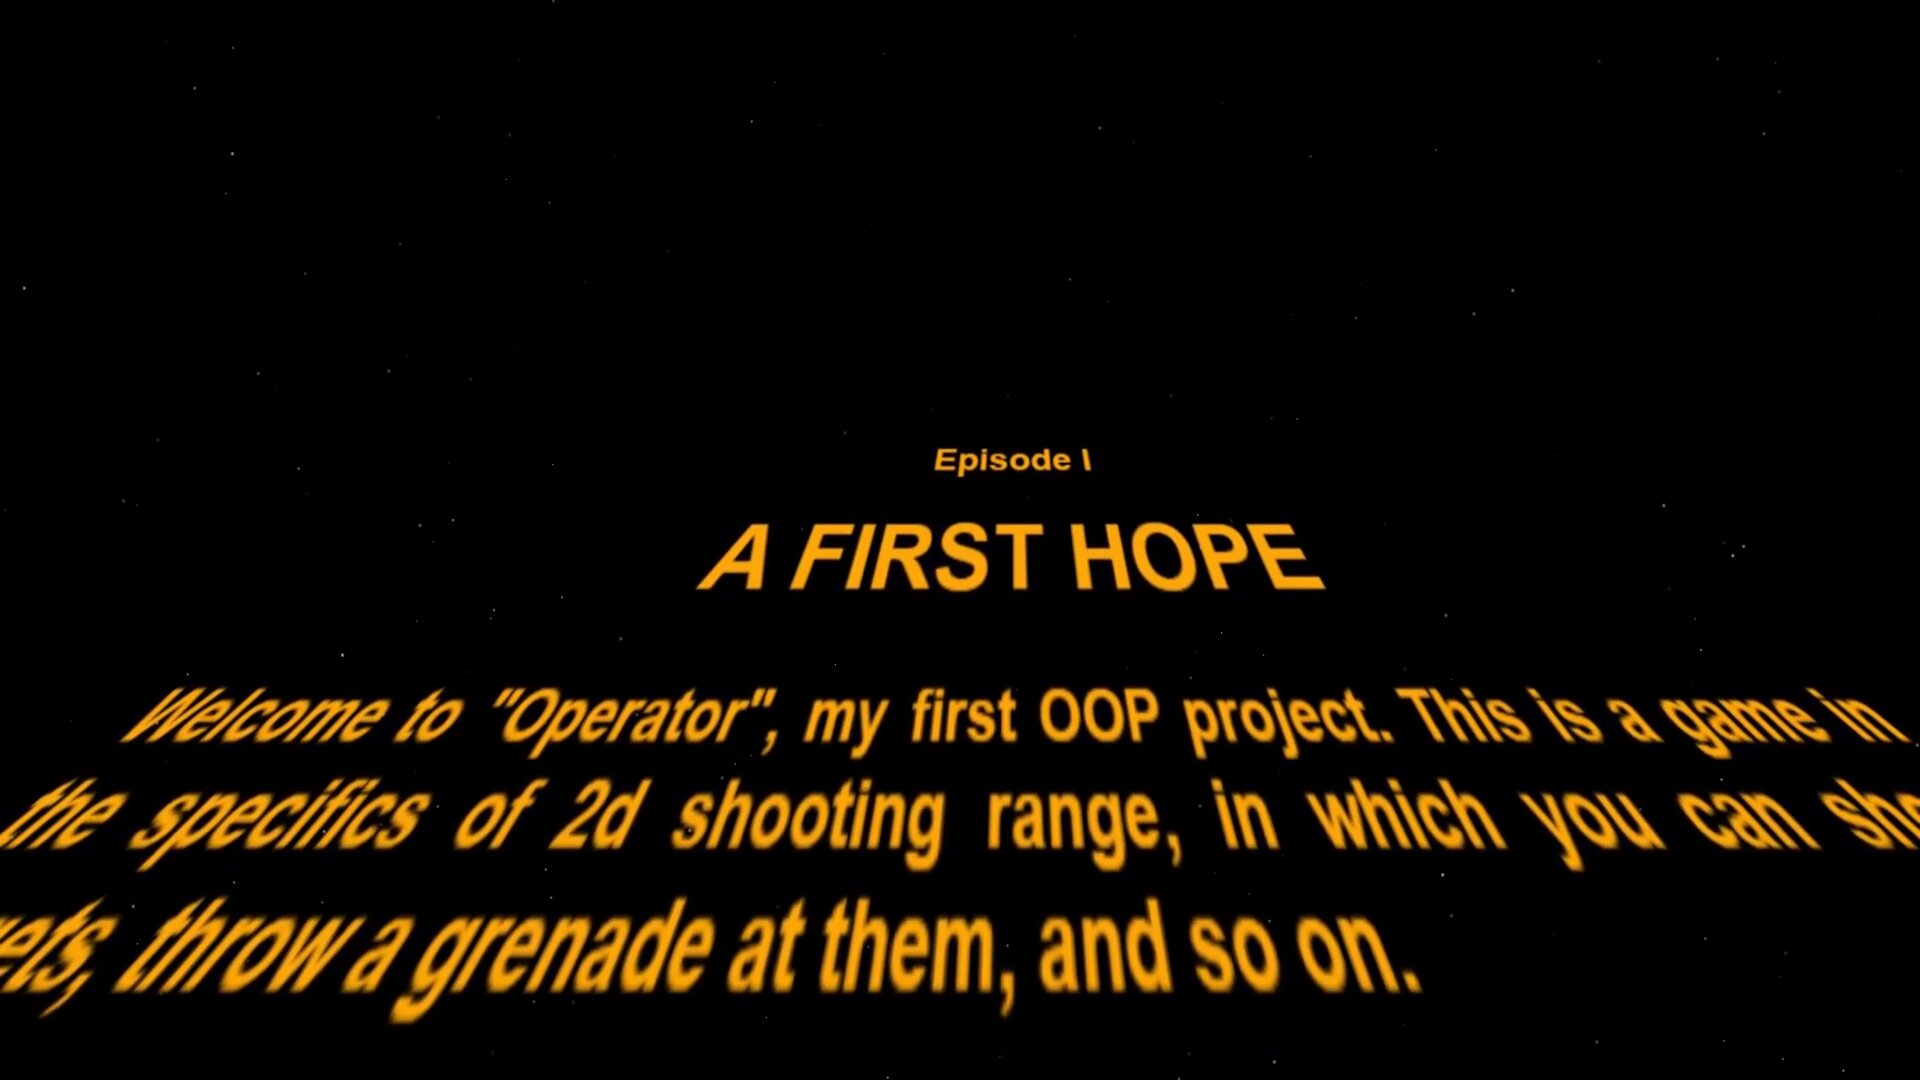 Episode I
A FIRST HOPE
Welcome to "Operator", my first OOP project. This is a game in
the specifics of 2d shooting range, in which you can
throw a grenade at them, and so on.